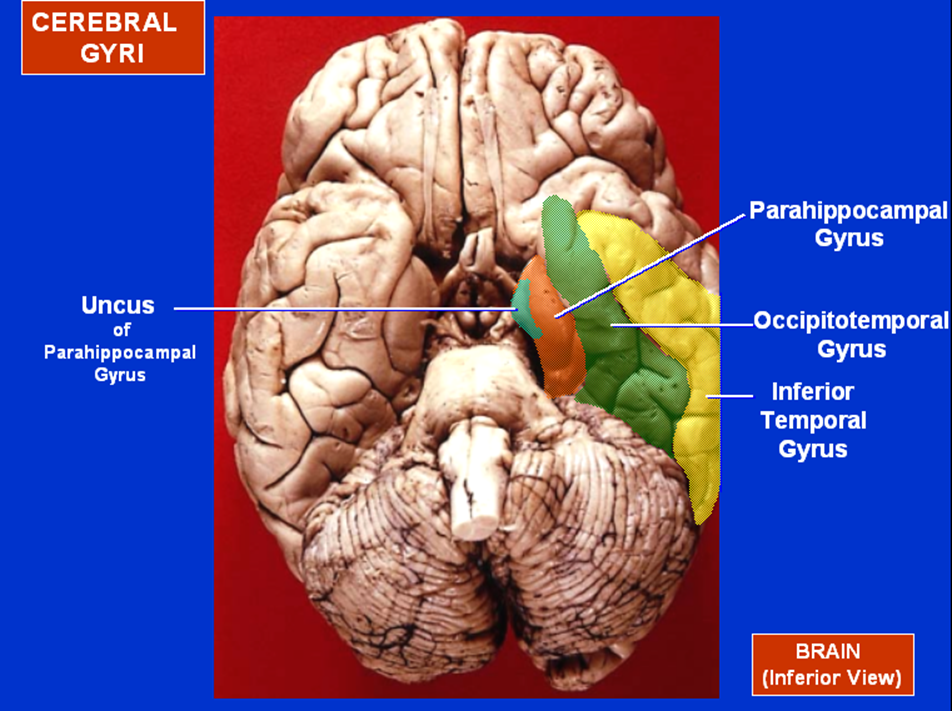 CEREBRAL
GYRI
Parahippocampal
Gyrus
Uncus
of
Parahippocampal
Gyrus
Occipitotemporal
Gyrus
Inferior
Temporal
Gyrus
BRAIN
(Inferior View)